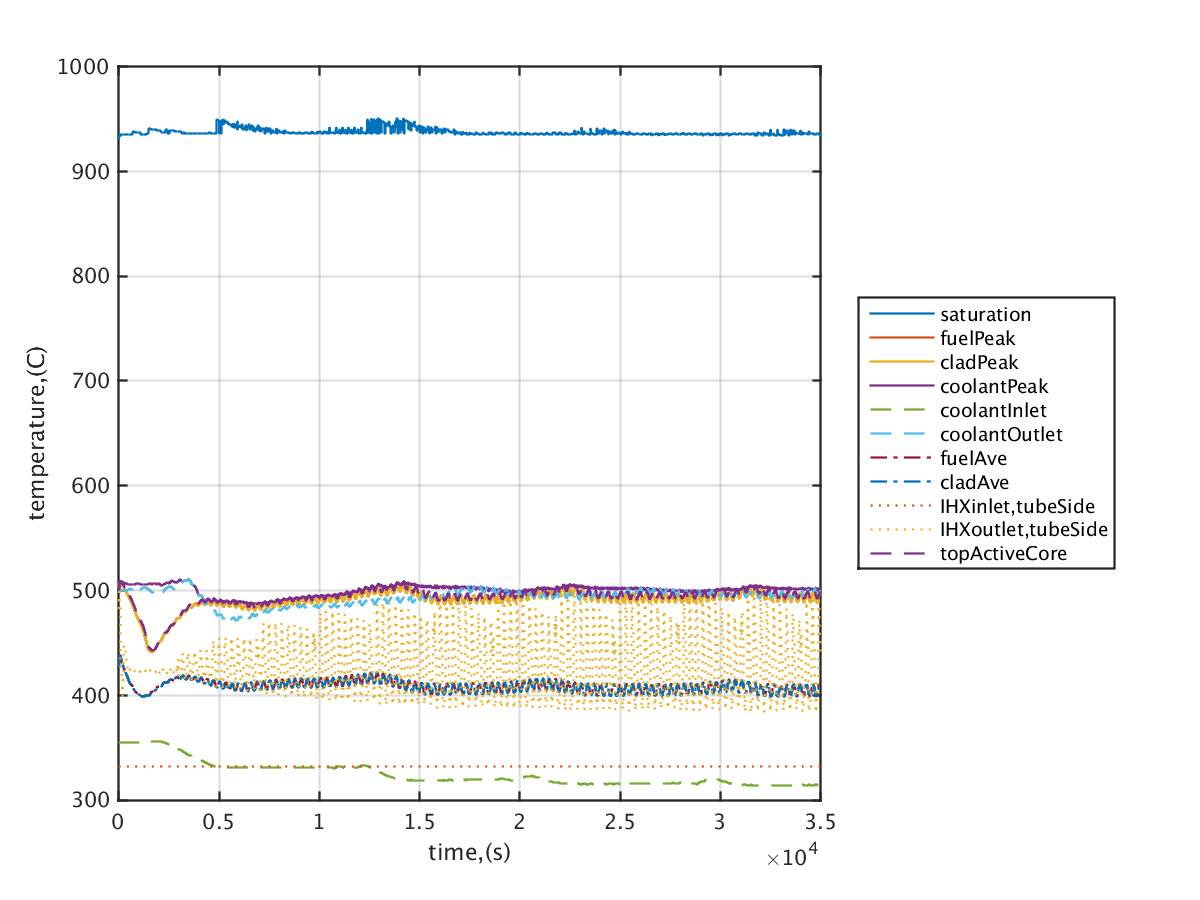 1000
900
800
700
600
500
400
300
temperature,(C)
0
0.5
1
1.5
2
2.5
3
3.5
time,(s)
×10^4
saturation
fuelPeak
cladPeak
coolantPeak
coolantInlet
coolantOutlet
fuelAve
cladAve
IHXinlet,tubeSide
IHXoutlet,tubeSide
topActiveCore